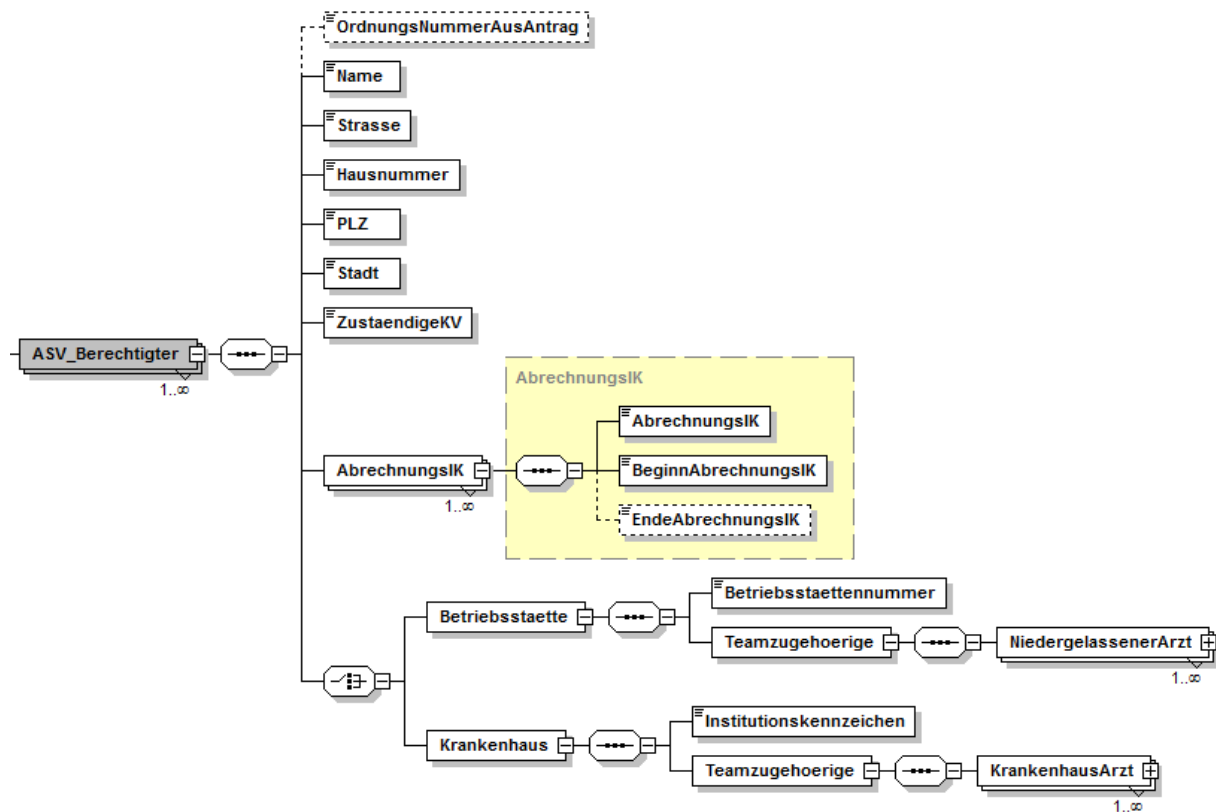 OrdnungsNummerAusAntrag
Name
Strasse
Hausnummer
PLZ
Stadt
ZustaendigeKV
ASV_Berechtigter
1..∞
AbrechnungsIK
AbrechnungsIK
AbrechnungsIK
1..∞
BeginnAbrechnungsIK
EndeAbrechnungsIK
Betriebsstaette
Betriebsstaettennummer
Teamzugehoerige
NiedergelassenerArzt
1..∞
Krankenhaus
Institutionskennzeichen
Teamzugehoerige
KrankenhausArzt
1..∞